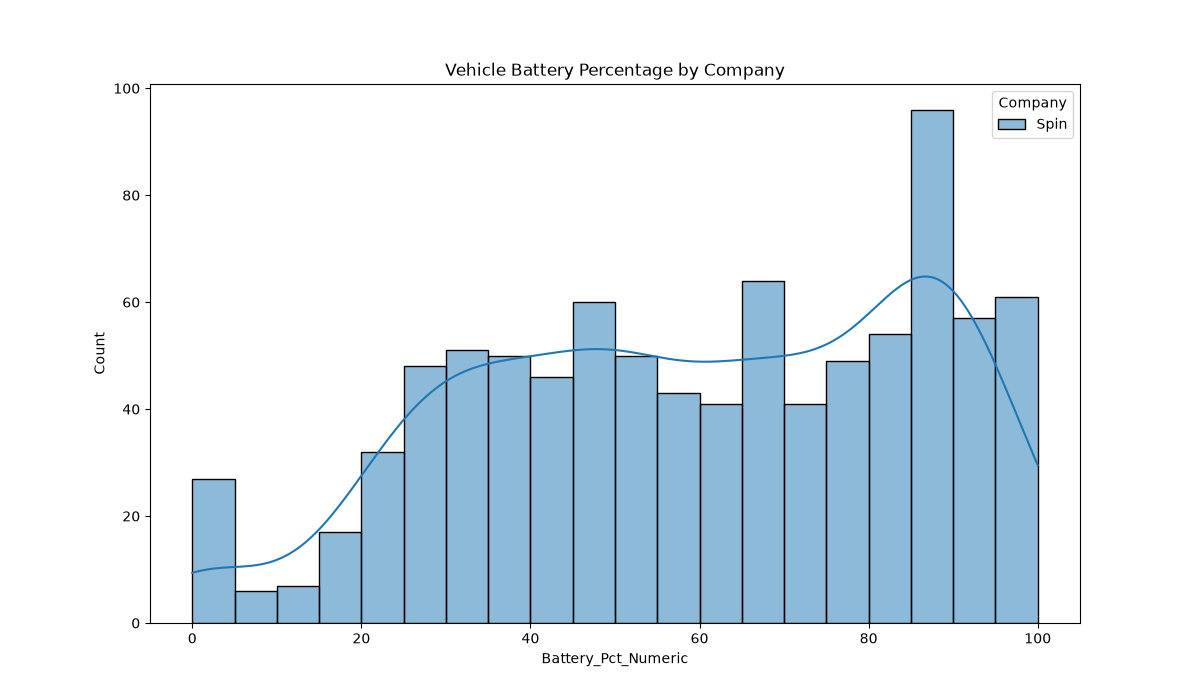 Vehicle Battery Percentage by Company
Company
Spin
100
80
60
40
20
0
Count
0 20 40 60 80 100
Battery_Pct_Numeric